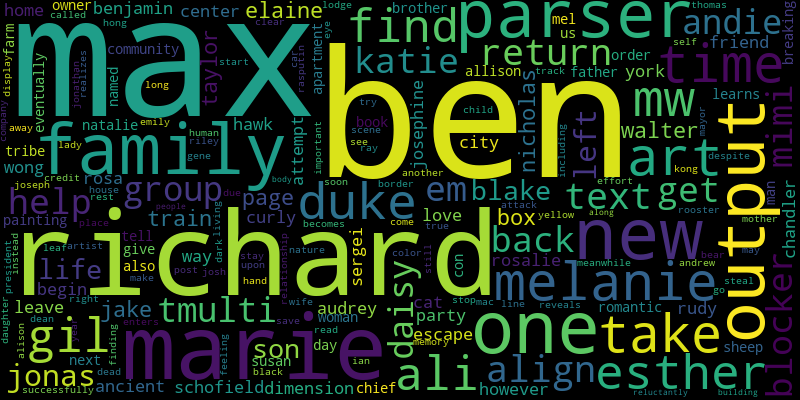 home owner benjamin center elaine parser thomas
called hong brother mel us andie
max find
displayfarm community taylor apartment lodge eye return friend breaking
jonathan realizes start clear rasputin katie order self
eventually named long ben allison father york time
company track learns
natalie human hawk josephine nicholas mw display
away emily riley try child city left walter mimi
tribe family attempt book scene see including art mayor
wong lady gene important ray another kong despite
credit body soon border effort man
joseph rosa group page duke em blake text get output
house rest due attack yellow rooster chandler
help painting train curly love box along mother
president place people becomes come true back new may
richard tell way sergei rosalie
instead leaf artist give dark living stay nature color con meanwhile andrew bear
life also upon daisy still melanie steal
daughter begin post josh hand relationship stop mac line reveals go
right make wife cat romantic rudy blocker
leave dean jake tmulti audrey party one take sheep
year enters save woman escape
gil alison finding marie son read day memory
next susan ali align esther
jonas dead feeling black ian
ancient schofield dimension chief however
successfully reluctantly building